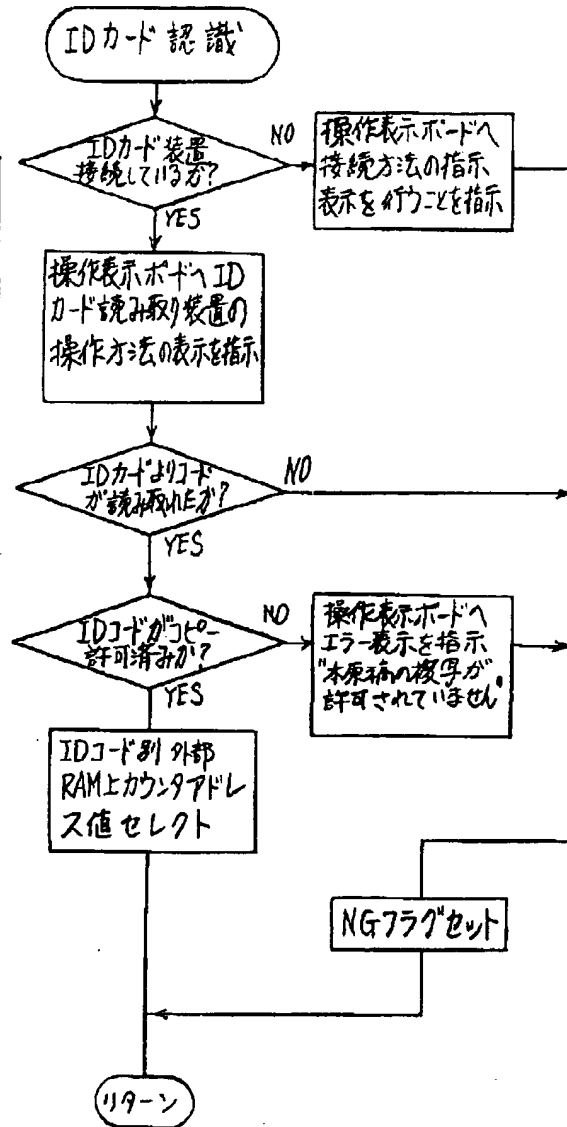 IDカード 認識
IDカード装置
接続しているか?
NO
操作表示ボードへ
接続方法の指示
表示を行うことを指示
YES
操作表示ボードへID
カード読み取り装置の
操作方法の表示を指示
IDカードよりコード
が読み取れたか?
NO
YES
IDコードがコピー
許可済みか?
NO
操作表示ボードへ
エラー表示を指示
"本原稿の複写が
許可されていません"
YES
IDコード別 外部
RAM上カウンタアドレ
ス値セレクト
NGフラグセット
リターン